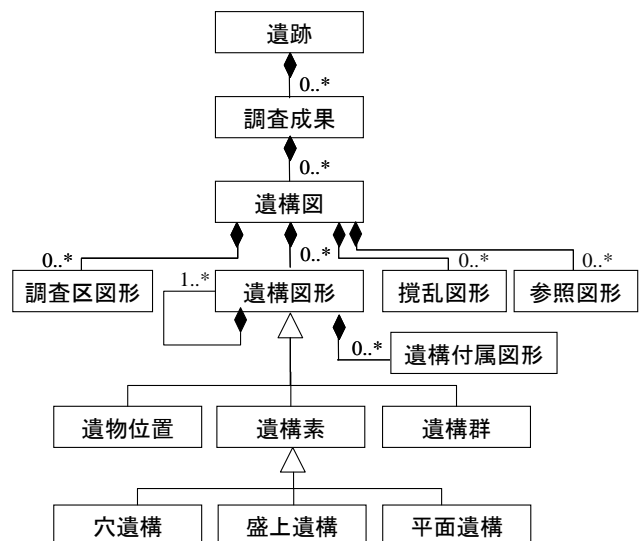 遺跡
0..*
調査成果
0..*
遺構図
0..*
0..*
0..*
0..*
調査区図形
遺構図形
撹乱図形
参照図形
1..*
0..*
遺構付属図形
遺物位置
遺構素
遺構群
穴遺構
盛上遺構
平面遺構